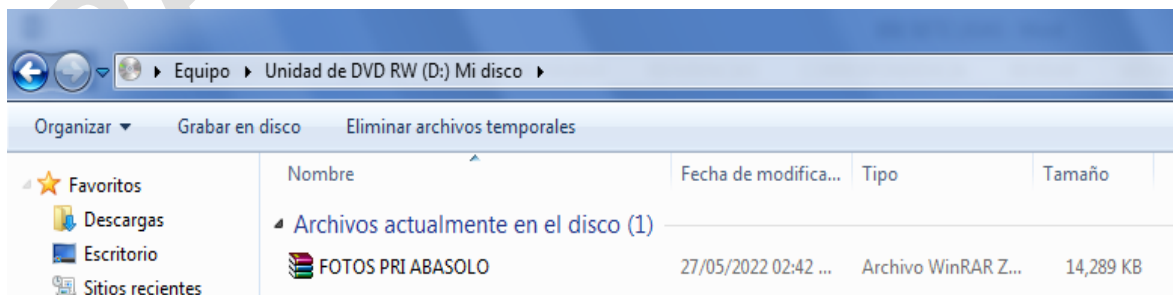 Equipo Unidad de DVD RW (D:) Mi disco
Organizar Grabar en disco Eliminar archivos temporales
Favoritos Nombre Fecha de modifica... Tipo Tamaño
Descargas Archivos actualmente en el disco (1)
Escritorio FOTOS PRI ABASOLO 27/05/2022 02:42 ... Archivo WinRAR Z... 14,289 KB
Sitios recientes